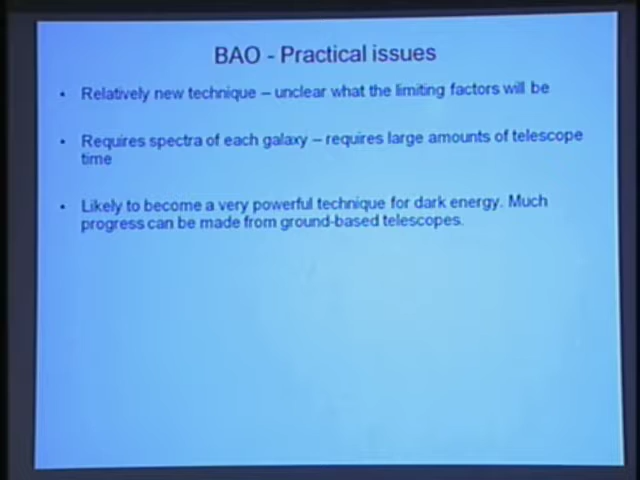 BAO - Practical issues
• Relatively new technique – unclear what the limiting factors will be
• Requires spectra of each galaxy – requires large amounts of telescope
time
• Likely to become a very powerful technique for dark energy. Much
progress can be made from ground-based telescopes.